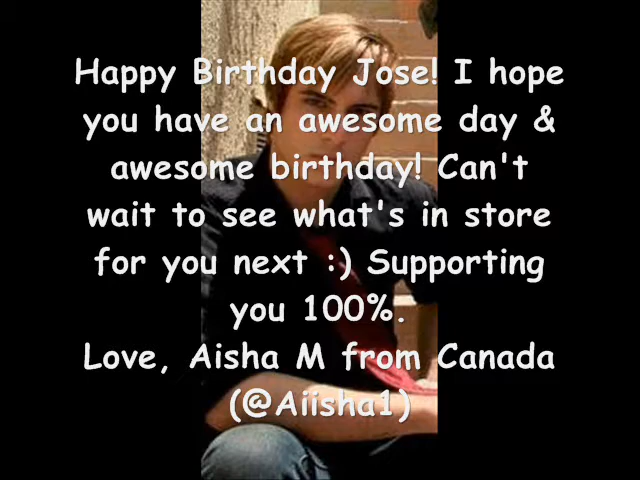 Happy Birthday Jose! I hope
you have an awesome day &
awesome birthday! Can't
wait to see what's in store
for you next :) Supporting
you 100%.
Love, Aisha M from Canada
(@Aiisha1)